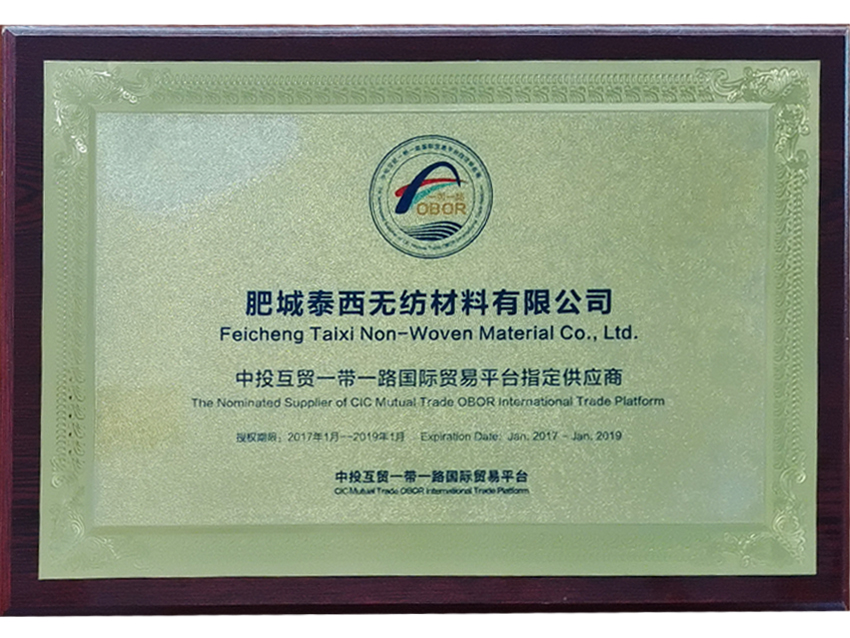 一带一路
OBOR
肥城泰西无纺材料有限公司
Feicheng Taixi Non-Woven Material Co., Ltd.
中投互贸一带一路国际贸易平台指定供应商
The Nominated Supplier of CIC Mutual Trade OBOR International Trade Platform
授权期限：2017年1月--2019年1月 Expiration Date: Jan. 2017 - Jan. 2019
中投互贸一带一路国际贸易平台
CIC Mutual Trade OBOR International Trade Platform